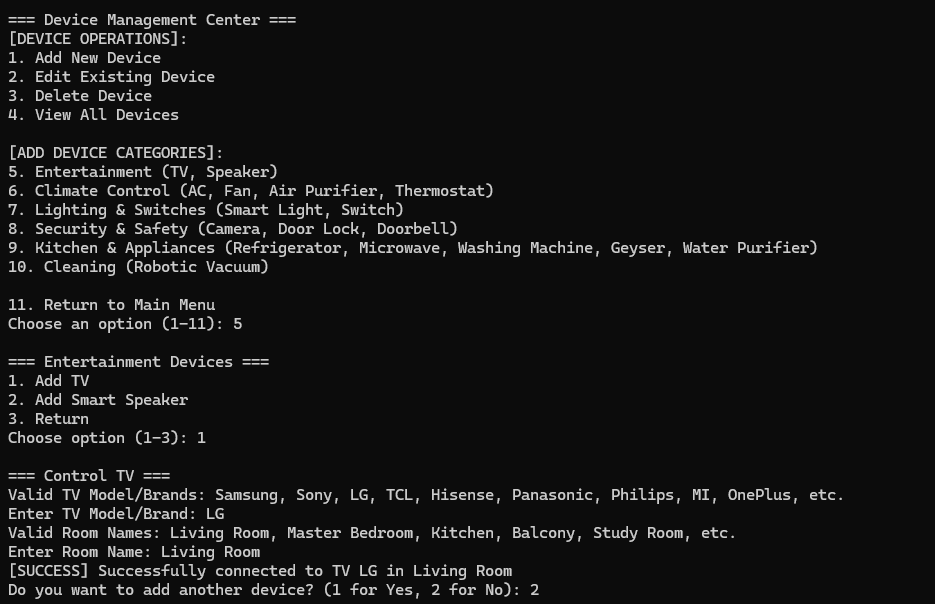 === Device Management Center ===
[DEVICE OPERATIONS]:
1. Add New Device
2. Edit Existing Device
3. Delete Device
4. View All Devices
[ADD DEVICE CATEGORIES]:
5. Entertainment (TV, Speaker)
6. Climate Control (AC, Fan, Air Purifier, Thermostat)
7. Lighting & Switches (Smart Light, Switch)
8. Security & Safety (Camera, Door Lock, Doorbell)
9. Kitchen & Appliances (Refrigerator, Microwave, Washing Machine, Geyser, Water Purifier)
10. Cleaning (Robotic Vacuum)
11. Return to Main Menu
Choose an option (1-11): 5
=== Entertainment Devices ===
1. Add TV
2. Add Smart Speaker
3. Return
Choose option (1-3): 1
=== Control TV ===
Valid TV Model/Brands: Samsung, Sony, LG, TCL, Hisense, Panasonic, Philips, MI, OnePlus, etc.
Enter TV Model/Brand: LG
Valid Room Names: Living Room, Master Bedroom, Kitchen, Balcony, Study Room, etc.
Enter Room Name: Living Room
[SUCCESS] Successfully connected to TV LG in Living Room
Do you want to add another device? (1 for Yes, 2 for No): 2